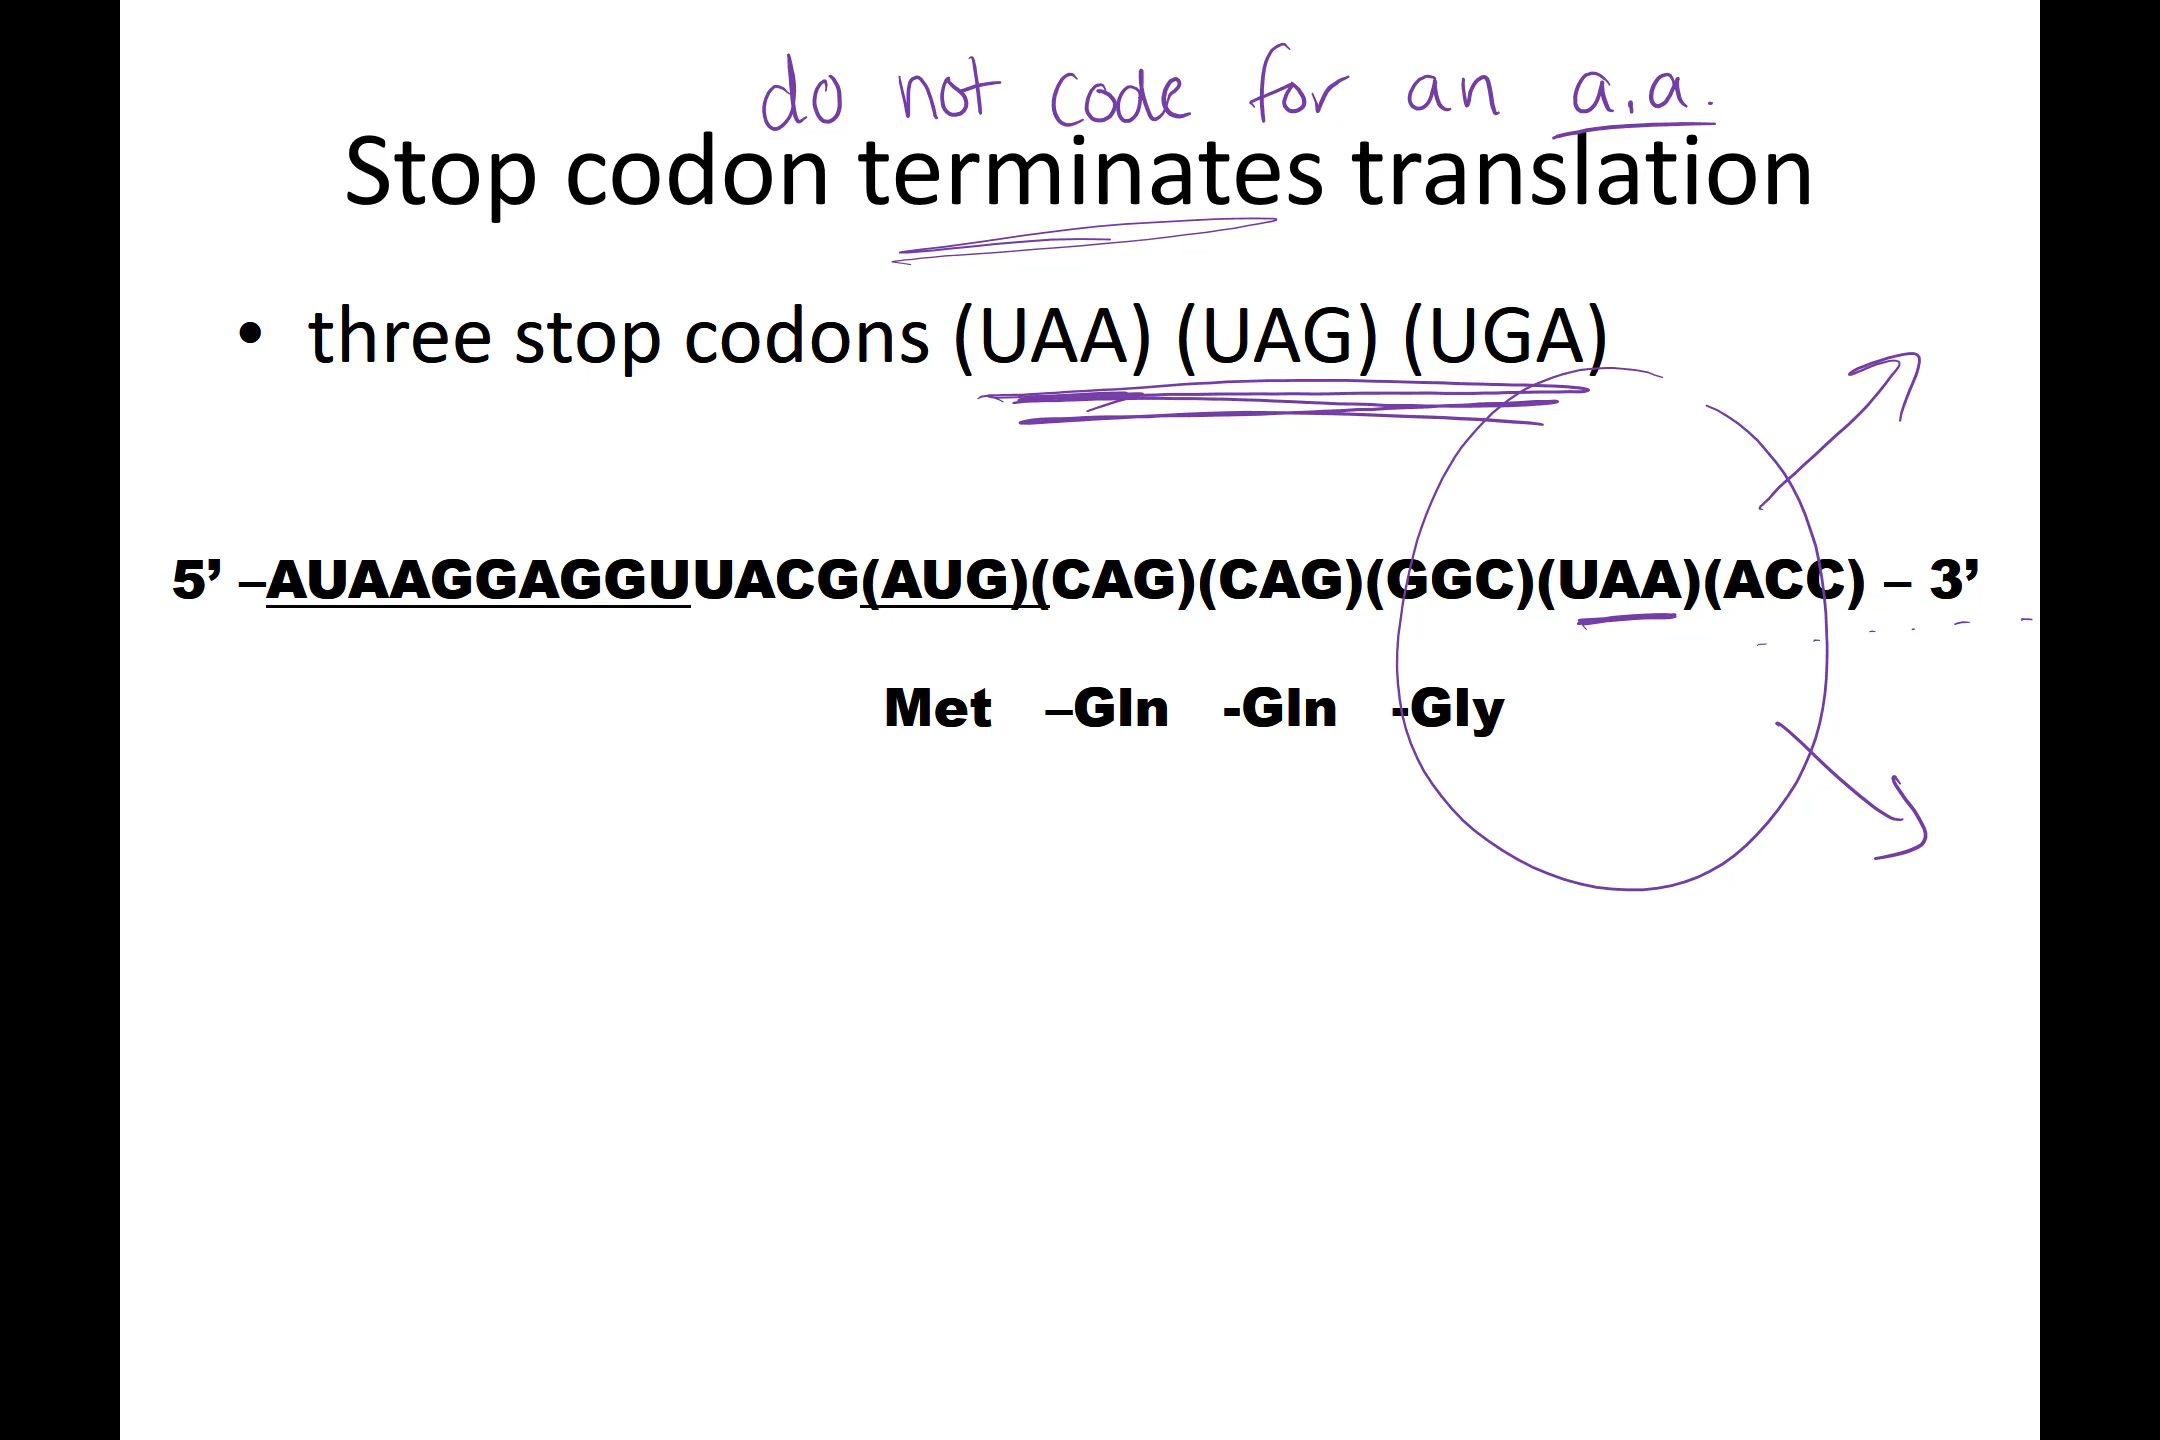 do not code for an a.a.
Stop codon terminates translation
• three stop codons (UAA) (UAG) (UGA)
5’ –AUAAGGAGGUUACG(AUG)(CAG)(CAG)(GGC)(UAA)(ACC) – 3’
Met –Gln -Gln -Gly